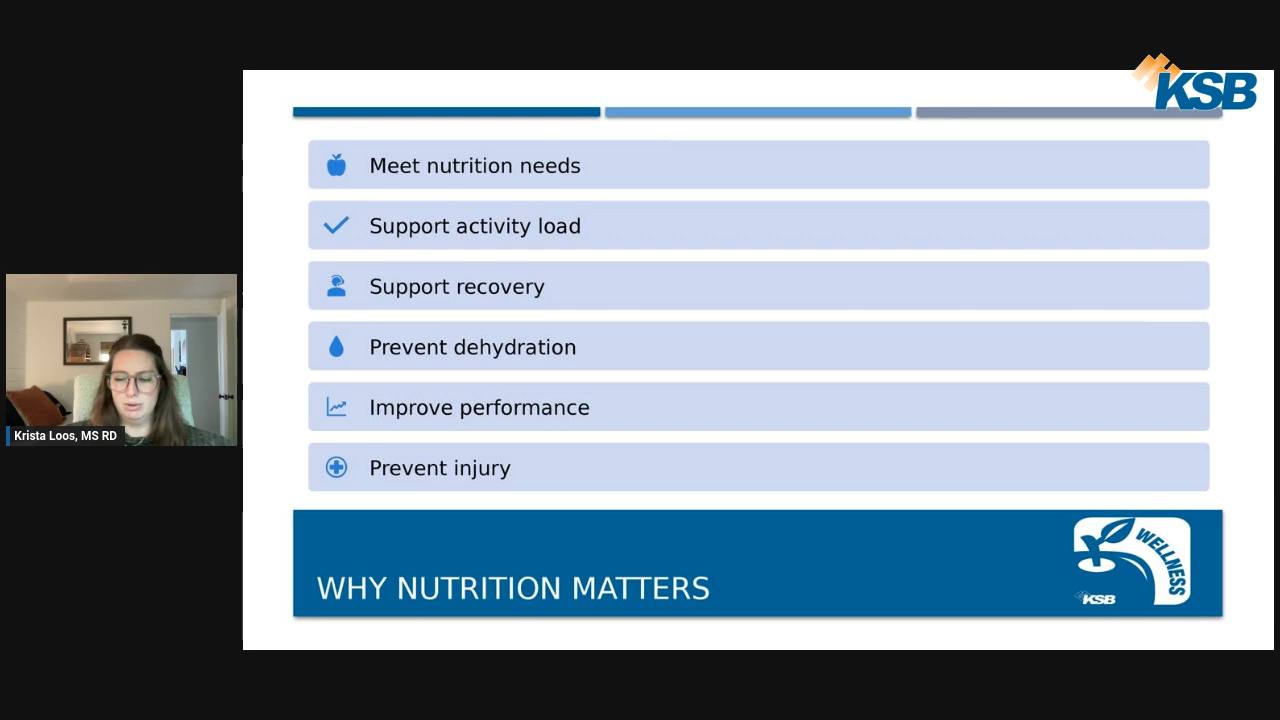 KSB
Meet nutrition needs
Support activity load
Support recovery
Prevent dehydration
Improve performance
Krista Loos, MS RD
Prevent injury
WHY NUTRITION MATTERS
WELLNESS
KSB